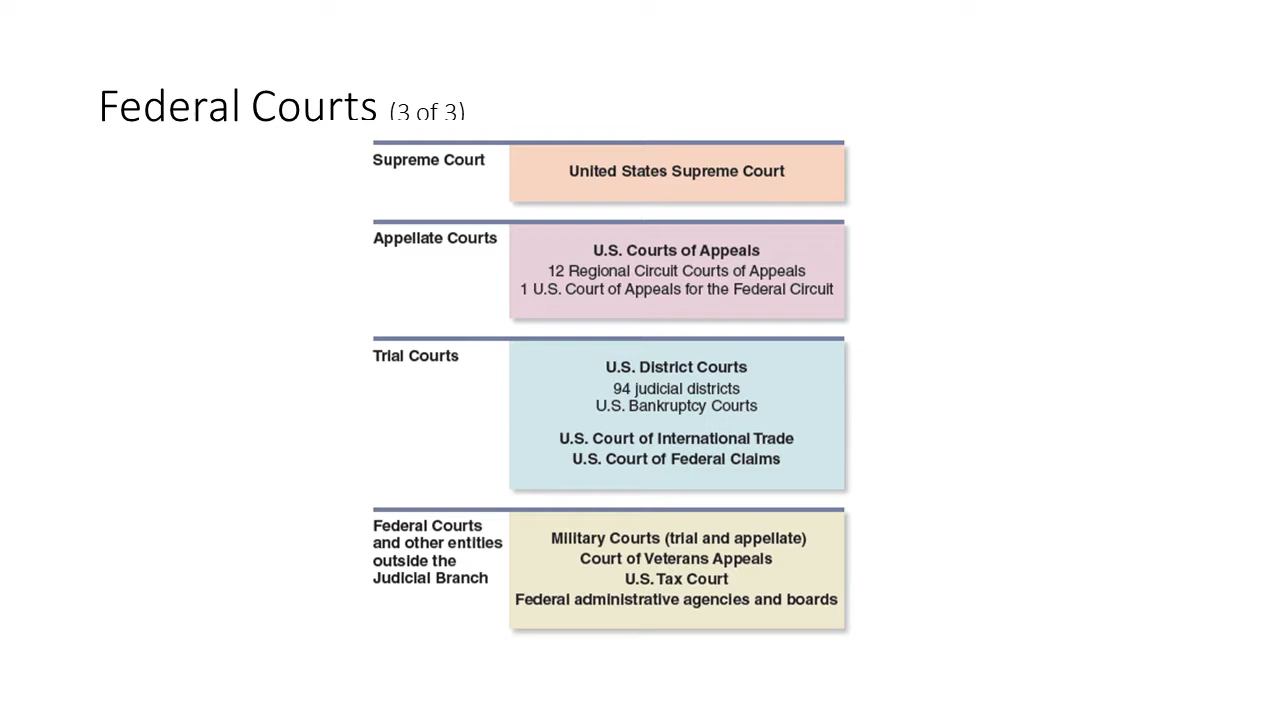 Federal Courts (3 of 3)
Supreme Court
United States Supreme Court
Appellate Courts
U.S. Courts of Appeals
12 Regional Circuit Courts of Appeals
1 U.S. Court of Appeals for the Federal Circuit
Trial Courts
U.S. District Courts
94 judicial districts
U.S. Bankruptcy Courts
U.S. Court of International Trade
U.S. Court of Federal Claims
Federal Courts
and other entities
outside the
Judicial Branch
Military Courts (trial and appellate)
Court of Veterans Appeals
U.S. Tax Court
Federal administrative agencies and boards